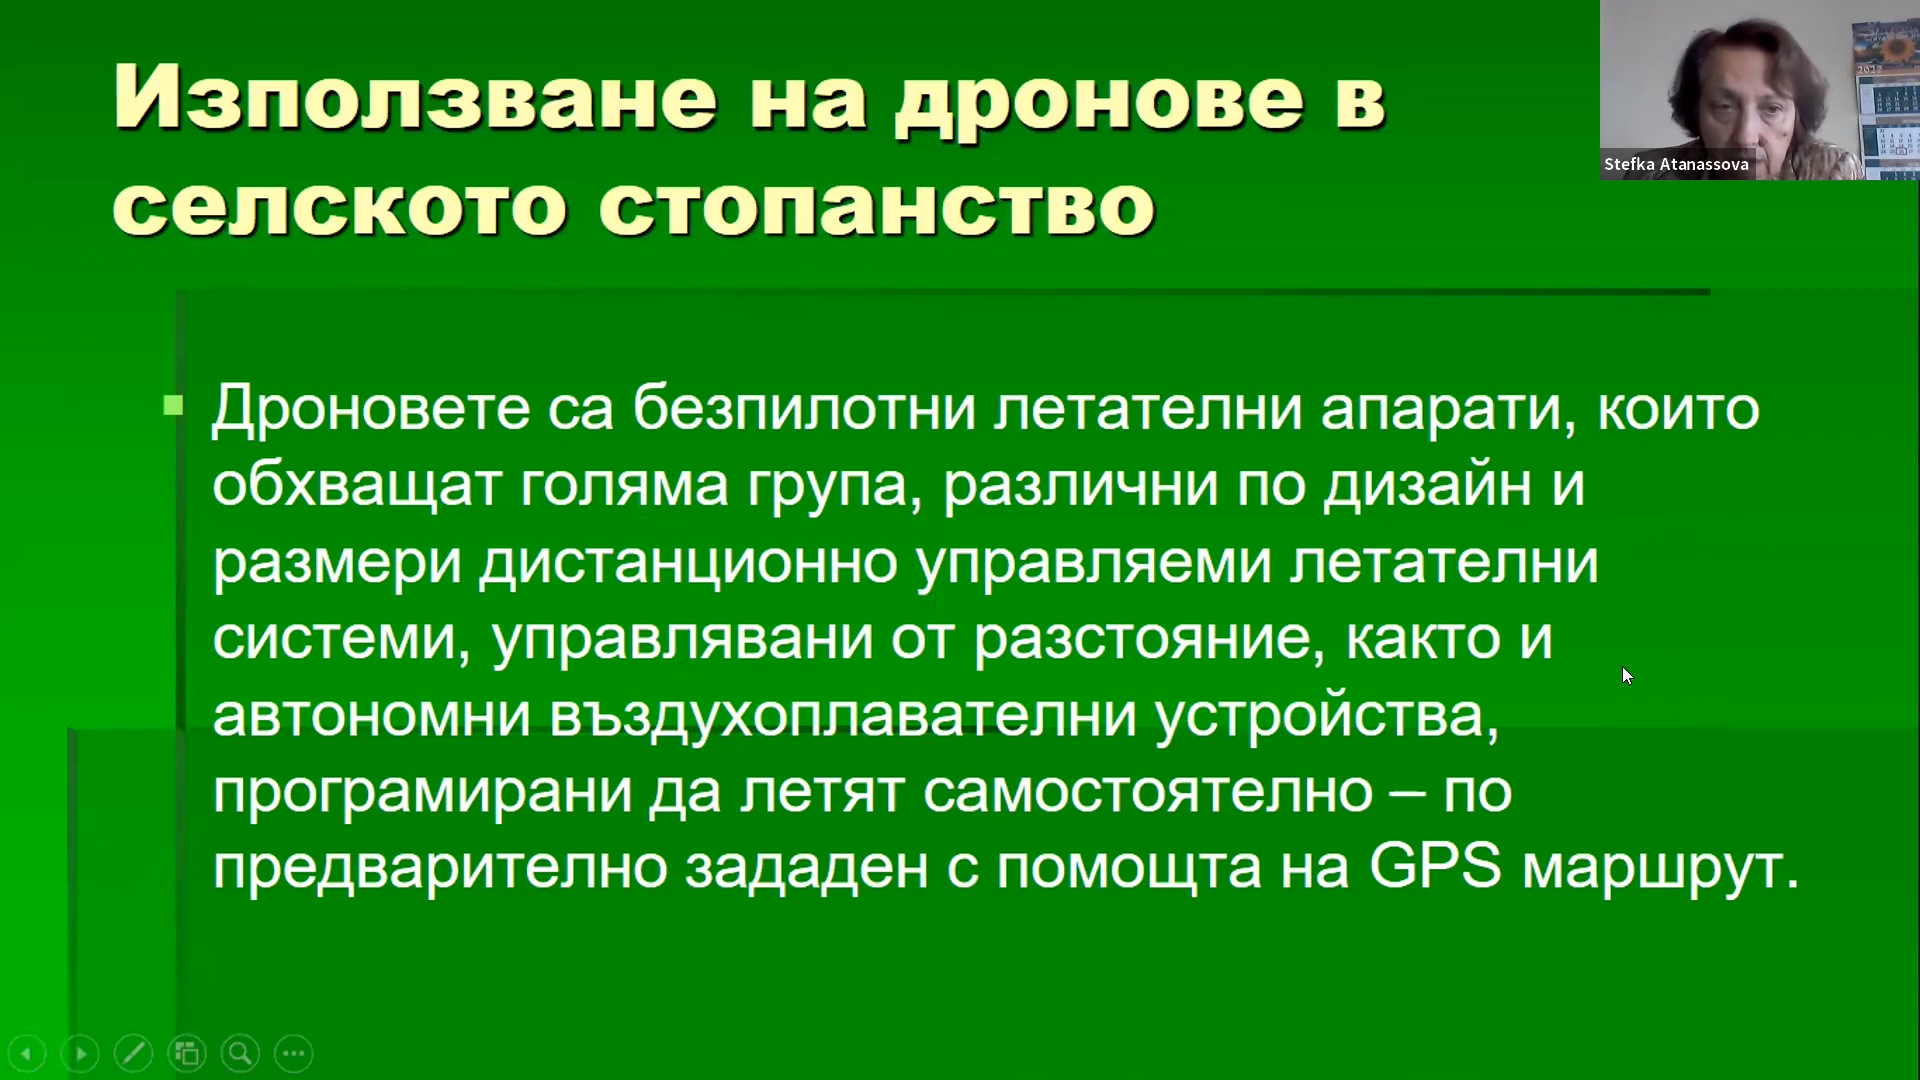 Използване на дронове в
селското стопанство
Stefka Atanassova
2022
Дроновете са безпилотни летателни апарати, които
обхващат голяма група, различни по дизайн и
размери дистанционно управляеми летателни
системи, управлявани от разстояние, както и
автономни въздухоплавателни устройства,
програмирани да летят самостоятелно – по
предварително зададен с помощта на GPS маршрут.